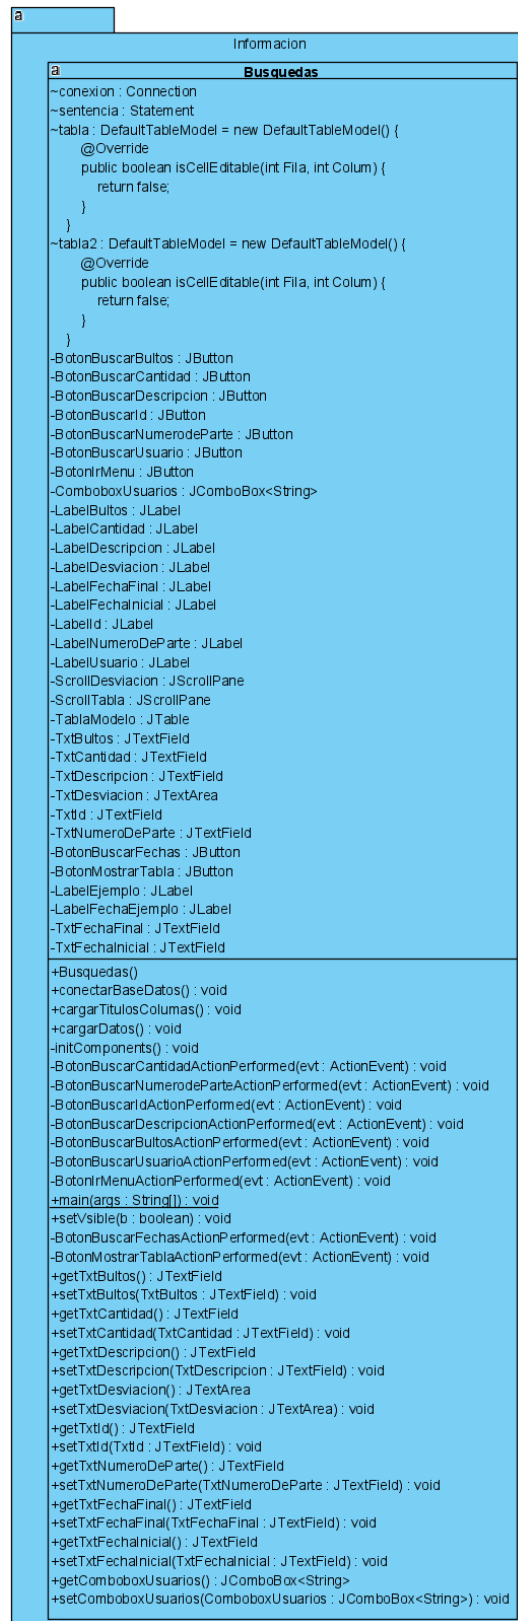 a
Informacion
a
Busquedas
~conexion : Connection
~sentencia : Statement
~tabla : DefaultTableModel = new DefaultTableModel() {
@Override
public boolean isCellEditable(int Fila, int Colum) {
return false;
}
}
~tabla2 : DefaultTableModel = new DefaultTableModel() {
@Override
public boolean isCellEditable(int Fila, int Colum) {
return false;
}
}
-BotonBuscarBultos : JButton
-BotonBuscarCantidad : JButton
-BotonBuscarDescripcion : JButton
-BotonBuscarId : JButton
-BotonBuscarNumerodeParte : JButton
-BotonBuscarUsuario : JButton
-BotonIrMenu : JButton
-ComboboxUsuarios : JComboBox<String>
-LabelBultos : JLabel
-LabelCantidad : JLabel
-LabelDescripcion : JLabel
-LabelDesviacion : JLabel
-LabelFechaFinal : JLabel
-LabelFechaInicial : JLabel
-LabelId : JLabel
-LabelNumeroDeParte : JLabel
-LabelUsuario : JLabel
-ScrollDesviacion : JScrollPane
-ScrollTabla : JScrollPane
-TablaModelo : JTable
-TxtBultos : JTextField
-TxtCantidad : JTextField
-TxtDescripcion : JTextField
-TxtDesviacion : JTextArea
-TxtId : JTextField
-TxtNumeroDeParte : JTextField
-BotonBuscarFechas : JButton
-BotonMostrarTabla : JButton
-LabelEjemplo : JLabel
-LabelFechaEjemplo : JLabel
-TxtFechaFinal : JTextField
-TxtFechaInicial : JTextField
+Busquedas()
+conectarBaseDatos() : void
+cargarTitulosColumas() : void
+cargarDatos() : void
-initComponents() : void
-BotonBuscarCantidadActionPerformed(evt : ActionEvent) : void
-BotonBuscarNumerodeParteActionPerformed(evt : ActionEvent) : void
-BotonBuscarIdActionPerformed(evt : ActionEvent) : void
-BotonBuscarDescripcionActionPerformed(evt : ActionEvent) : void
-BotonBuscarBultosActionPerformed(evt : ActionEvent) : void
-BotonBuscarUsuarioActionPerformed(evt : ActionEvent) : void
-BotonIrMenuActionPerformed(evt : ActionEvent) : void
+main(args : String[]) : void
+setVsible(b : boolean) : void
-BotonBuscarFechasActionPerformed(evt : ActionEvent) : void
-BotonMostrarTablaActionPerformed(evt : ActionEvent) : void
+getTxtBultos() : JTextField
+setTxtBultos(TxtBultos : JTextField) : void
+getTxtCantidad() : JTextField
+setTxtCantidad(TxtCantidad : JTextField) : void
+getTxtDescripcion() : JTextField
+setTxtDescripcion(TxtDescripcion : JTextField) : void
+getTxtDesviacion() : JTextArea
+setTxtDesviacion(TxtDesviacion : JTextArea) : void
+getTxtId() : JTextField
+setTxtId(TxtId : JTextField) : void
+getTxtNumeroDeParte() : JTextField
+setTxtNumeroDeParte(TxtNumeroDeParte : JTextField) : void
+getTxtFechaFinal() : JTextField
+setTxtFechaFinal(TxtFechaFinal : JTextField) : void
+getTxtFechaInicial() : JTextField
+setTxtFechaInicial(TxtFechaInicial : JTextField) : void
+getComboboxUsuarios() : JComboBox<String>
+setComboboxUsuarios(ComboboxUsuarios : JComboBox<String>) : void